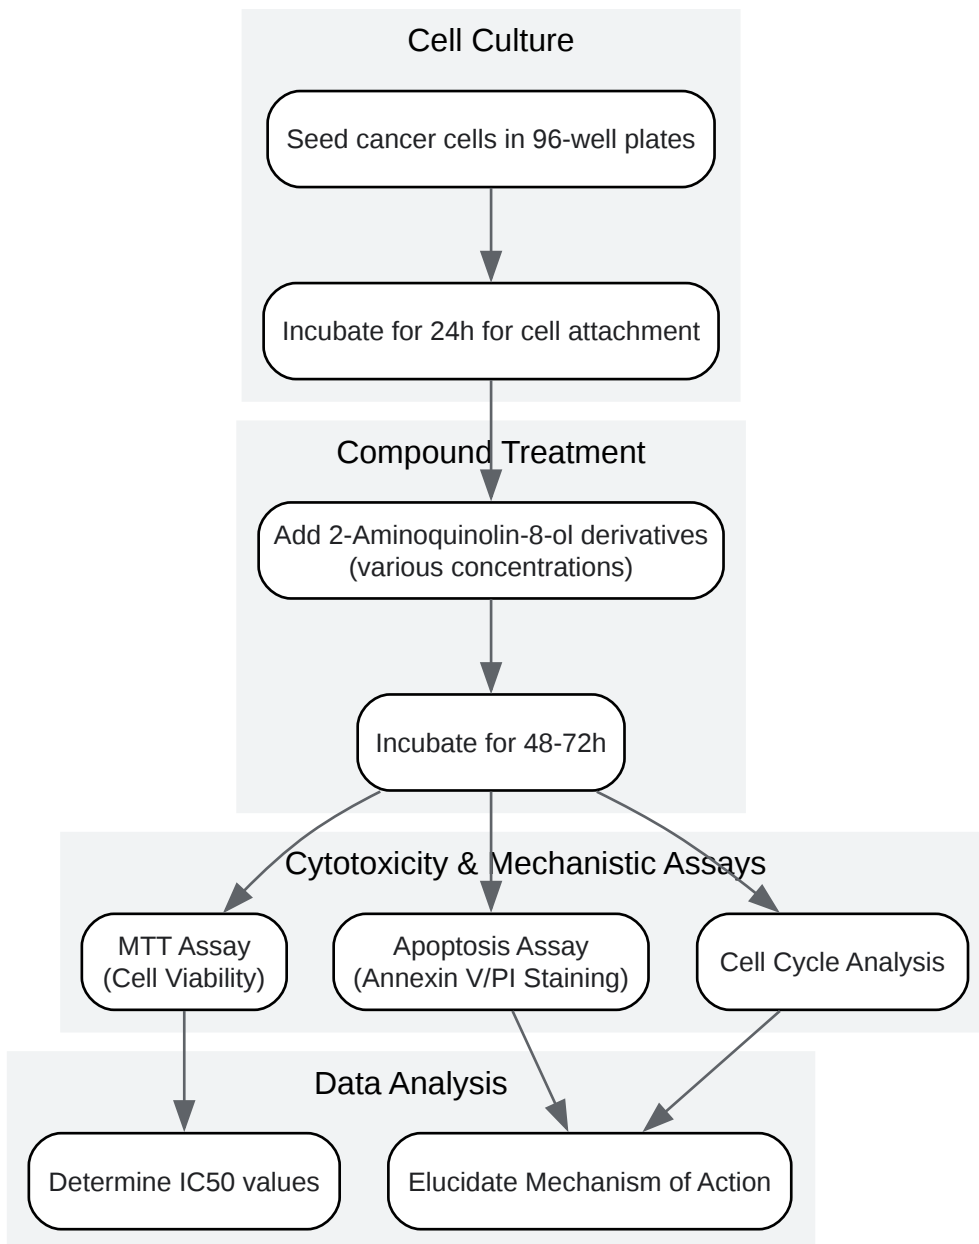 Cell Culture
Seed cancer cells in 96-well plates
Incubate for 24h for cell attachment
Compound Treatment
Add 2-Aminoquinolin-8-ol derivatives
(various concentrations)
Incubate for 48-72h
Cytotoxicity & Mechanistic Assays
MTT Assay
(Cell Viability)
Apoptosis Assay
(Annexin V/PI Staining)
Cell Cycle Analysis
Data Analysis
Determine IC50 values
Elucidate Mechanism of Action